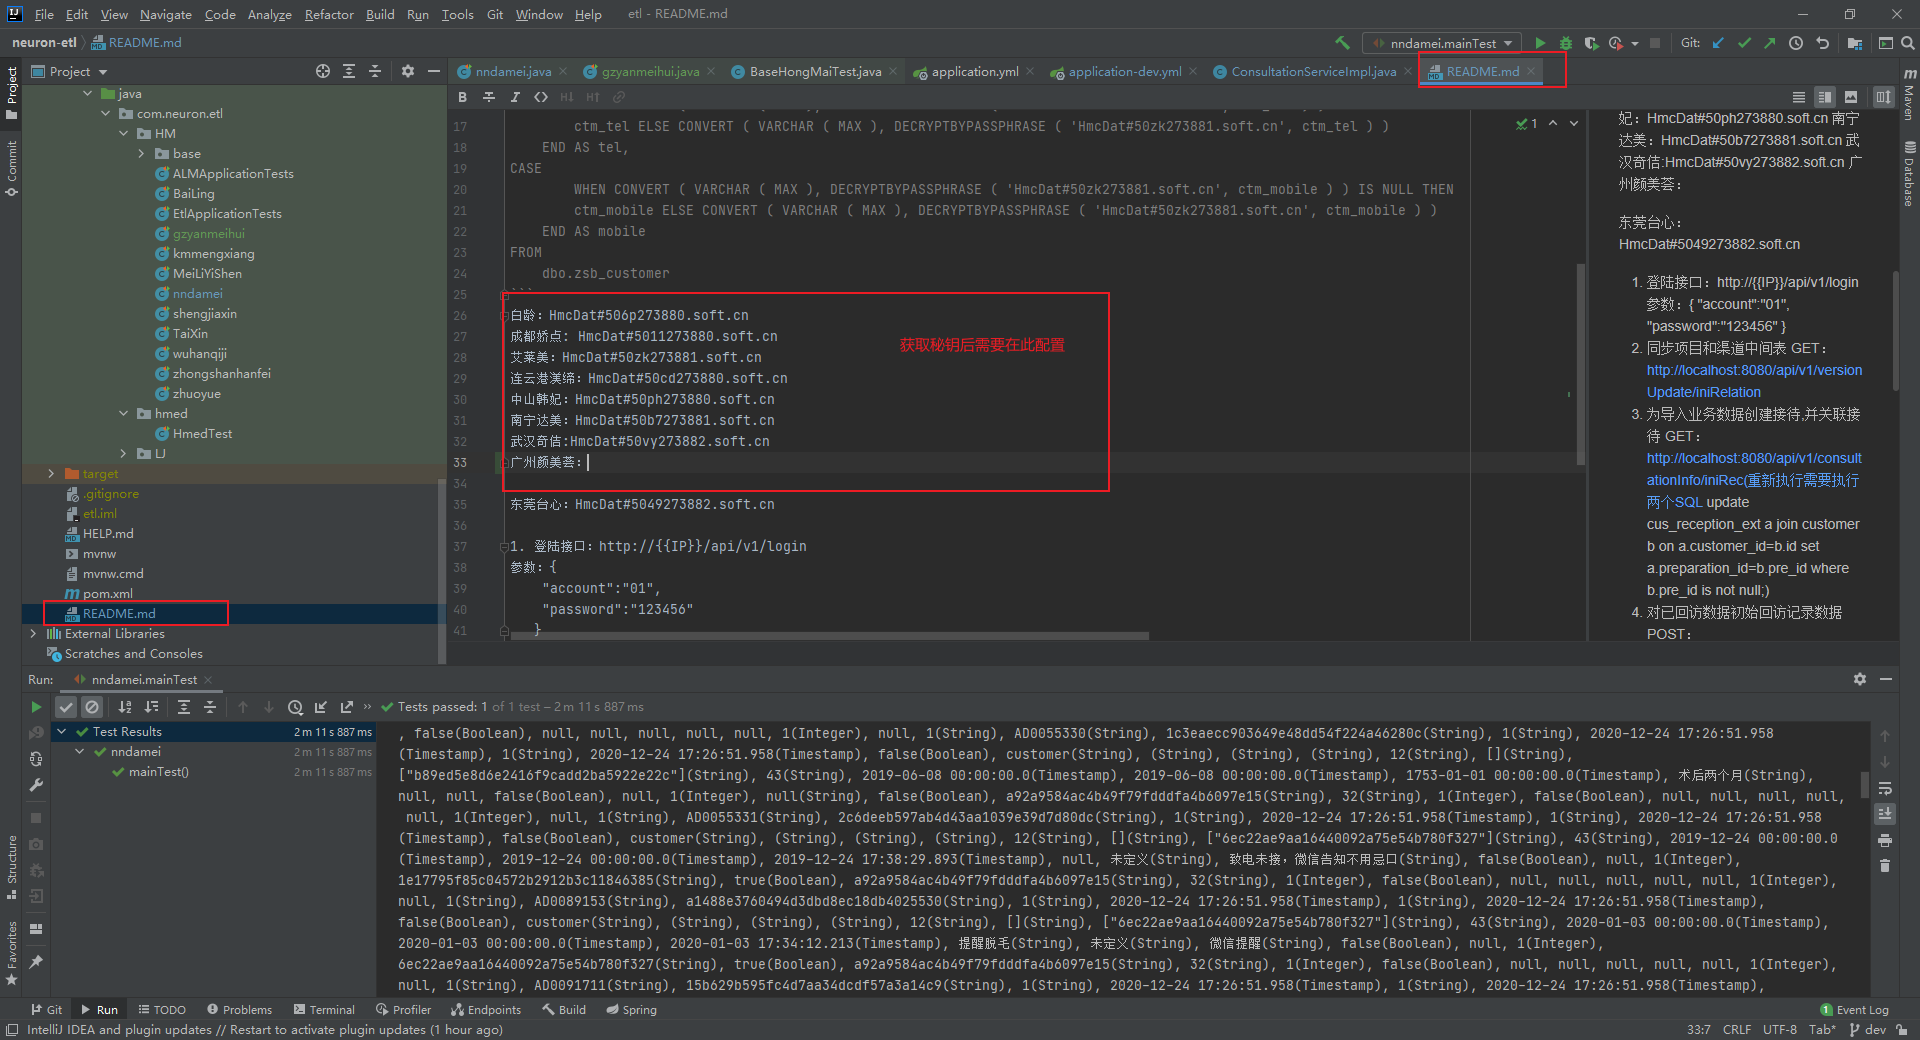 File Edit View Navigate Code Analyze Refactor Build Run Tools Git Window Help etl - README.md
neuron-etl README.md nndamei.mainTest Git:
Project
nndamei.java gzyanmeihui.java BaseHongMaiTest.java application.yml application-dev.yml ConsultationServiceImpl.java README.md
java
com.neuron.etl
HM
base
ALMApplicationTests
BaiLing
EtlApplicationTests
gzyanmeihui
kmmengxiang
MeiLiYiShen
nndamei
shengjiaxin
TaiXin
wuhanqiji
zhongshanhanfei
zhuoyue
hmed
HmedTest
LJ
target
.gitignore
etl.iml
HELP.md
mvnw
mvnw.cmd
pom.xml
README.md
External Libraries
Scratches and Consoles
Project
Commit
Structure
Favorites
Maven
Database
1
17 ctm_tel ELSE CONVERT ( VARCHAR ( MAX ), DECRYPTBYPASSPHRASE ( 'HmcDat#50zk273881.soft.cn', ctm_tel ) )
18 END AS tel,
19 CASE
20 WHEN CONVERT ( VARCHAR ( MAX ), DECRYPTBYPASSPHRASE ( 'HmcDat#50zk273881.soft.cn', ctm_mobile ) ) IS NULL THEN
21 ctm_mobile ELSE CONVERT ( VARCHAR ( MAX ), DECRYPTBYPASSPHRASE ( 'HmcDat#50zk273881.soft.cn', ctm_mobile ) )
22 END AS mobile
23 FROM
24 dbo.zsb_customer
25 ```
26 白龄：HmcDat#506p273880.soft.cn
27 成都娇点: HmcDat#5011273880.soft.cn
28 艾莱美：HmcDat#50zk273881.soft.cn
29 连云港渼缔：HmcDat#50cd273880.soft.cn
30 中山韩妃：HmcDat#50ph273880.soft.cn
31 南宁达美：HmcDat#50b7273881.soft.cn
32 武汉奇佶:HmcDat#50vy273882.soft.cn
33 广州颜美荟：
34
35 东莞台心：HmcDat#5049273882.soft.cn
36
37 1. 登陆接口：http://{{IP}}/api/v1/login
38 参数：{
39 "account":"01",
40 "password":"123456"
41 }
获取秘钥后需要在此配置
妃：HmcDat#50ph273880.soft.cn 南宁
达美：HmcDat#50b7273881.soft.cn 武
汉奇佶:HmcDat#50vy273882.soft.cn 广
州颜美荟：
东莞台心：
HmcDat#5049273882.soft.cn
1. 登陆接口：http://{{IP}}/api/v1/login
参数：{ "account":"01",
"password":"123456" }
2. 同步项目和渠道中间表 GET：
http://localhost:8080/api/v1/version
Update/iniRelation
3. 为导入业务数据创建接待,并关联接
待 GET：
http://localhost:8080/api/v1/consult
ationInfo/iniRec(重新执行需要执行
两个SQL update
cus_reception_ext a join customer
b on a.customer_id=b.id set
a.preparation_id=b.pre_id where
b.pre_id is not null;)
4. 对已回访数据初始回访记录数据
POST：
Run: nndamei.mainTest
Tests passed: 1 of 1 test – 2 m 11 s 887 ms
Test Results 2 m 11 s 887 ms
nndamei 2 m 11 s 887 ms
mainTest() 2 m 11 s 887 ms
, false(Boolean), null, null, null, null, null, 1(Integer), null, 1(String), AD0055330(String), 1c3eaecc903649e48dd54f224a46280c(String), 1(String), 2020-12-24 17:26:51.958
(Timestamp), 1(String), 2020-12-24 17:26:51.958(Timestamp), false(Boolean), customer(String), (String), (String), (String), 12(String), [](String),
["b89ed5e8d6e2416f9cadd2ba5922e22c"](String), 43(String), 2019-06-08 00:00:00.0(Timestamp), 2019-06-08 00:00:00.0(Timestamp), 1753-01-01 00:00:00.0(Timestamp), 术后两个月(String),
null, null, false(Boolean), null, 1(Integer), null(String), false(Boolean), a92a9584ac4b49f79fdddfa4b6097e15(String), 32(String), 1(Integer), false(Boolean), null, null, null, null,
null, 1(Integer), null, 1(String), AD0055331(String), 2c6deeb597ab4d43aa1039e39d7d80dc(String), 1(String), 2020-12-24 17:26:51.958(Timestamp), 1(String), 2020-12-24 17:26:51.958
(Timestamp), false(Boolean), customer(String), (String), (String), (String), 12(String), [](String), ["6ec22ae9aa16440092a75e54b780f327"](String), 43(String), 2019-12-24 00:00:00.0
(Timestamp), 2019-12-24 00:00:00.0(Timestamp), 2019-12-24 17:38:29.893(Timestamp), null, 未定义(String), 致电未接，微信告知不用忌口(String), false(Boolean), null, 1(Integer),
1e17795f85c04572b2912b3c11846385(String), true(Boolean), a92a9584ac4b49f79fdddfa4b6097e15(String), 32(String), 1(Integer), false(Boolean), null, null, null, null, null, 1(Integer),
null, 1(String), AD0089153(String), a1488e3760494d3dbd8ec18db4025530(String), 1(String), 2020-12-24 17:26:51.958(Timestamp), 1(String), 2020-12-24 17:26:51.958(Timestamp),
false(Boolean), customer(String), (String), (String), (String), 12(String), [](String), ["6ec22ae9aa16440092a75e54b780f327"](String), 43(String), 2020-01-03 00:00:00.0(Timestamp),
2020-01-03 00:00:00.0(Timestamp), 2020-01-03 17:34:12.213(Timestamp), 提醒脱毛(String), 未定义(String), 微信提醒(String), false(Boolean), null, 1(Integer),
6ec22ae9aa16440092a75e54b780f327(String), true(Boolean), a92a9584ac4b49f79fdddfa4b6097e15(String), 32(String), 1(Integer), false(Boolean), null, null, null, null, null, 1(Integer),
null, 1(String), AD0091711(String), 15b629b595fc4d7aa34dcdf57a3a14c9(String), 1(String), 2020-12-24 17:26:51.958(Timestamp), 1(String), 2020-12-24 17:26:51.958(Timestamp),
Git Run TODO Problems Terminal Profiler Endpoints Build Spring 1 Event Log
IntelliJ IDEA and plugin updates // Restart to activate plugin updates (1 hour ago) 33:7 CRLF UTF-8 Tab* dev